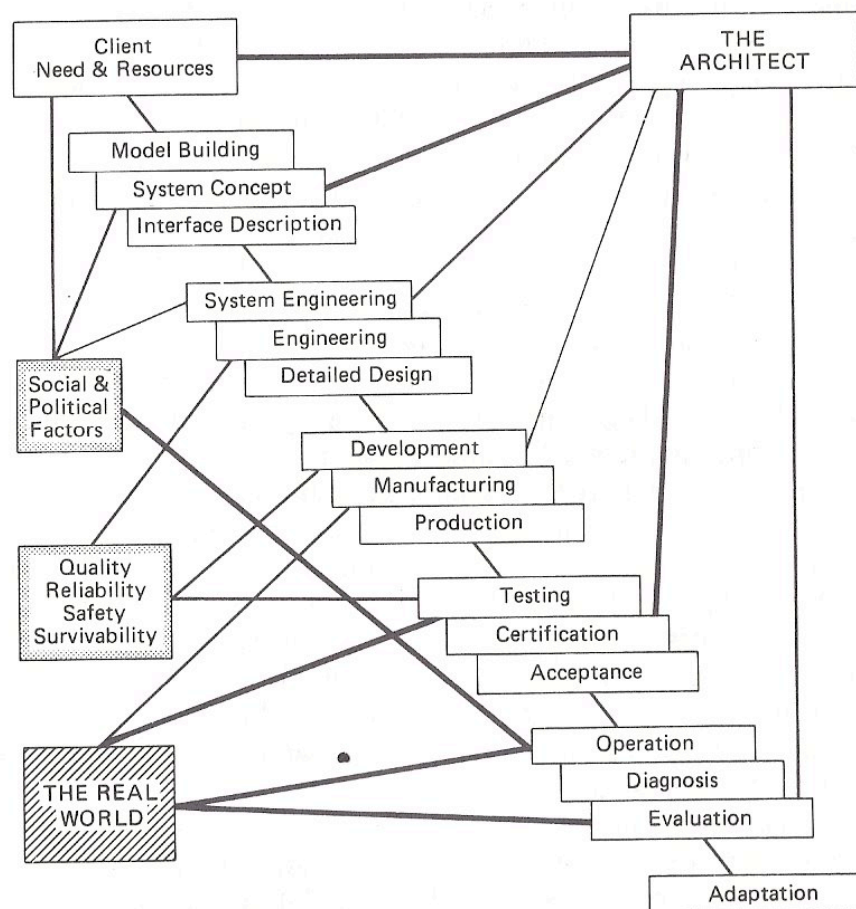 Client
Need & Resources
THE
ARCHITECT
Model Building
System Concept
Interface Description
System Engineering
Engineering
Detailed Design
Social &
Political
Factors
Development
Manufacturing
Production
Quality
Reliability
Safety
Survivability
Testing
Certification
Acceptance
Operation
Diagnosis
Evaluation
THE REAL
WORLD
Adaptation